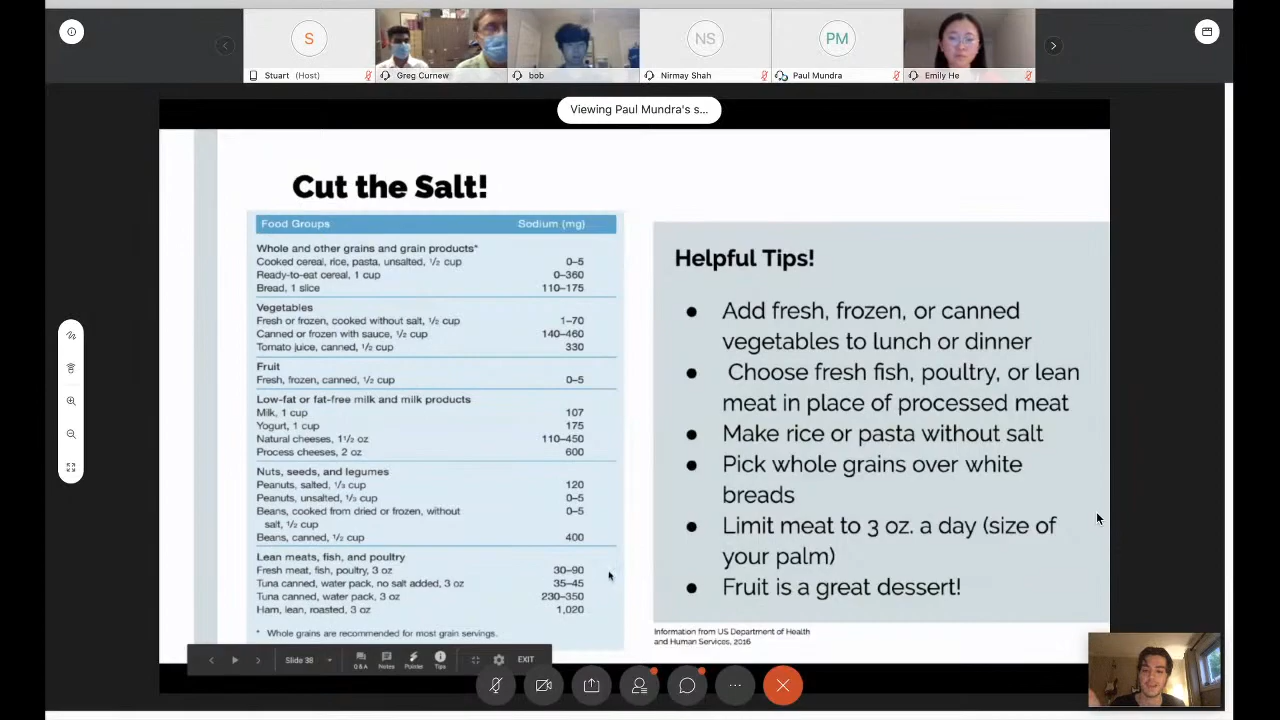 S
NS
PM
Stuart (Host)
Greg Curnew
bob
Nirmay Shah
Paul Mundra
Emily He
Viewing Paul Mundra's s...
Cut the Salt!
Food Groups Sodium (mg)
Whole and other grains and grain products*
Cooked cereal, rice, pasta, unsalted, 1/2 cup 0–5
Ready-to-eat cereal, 1 cup 0–360
Bread, 1 slice 110–175
Vegetables
Fresh or frozen, cooked without salt, 1/2 cup 1–70
Canned or frozen with sauce, 1/2 cup 140–460
Tomato juice, canned, 1/2 cup 330
Fruit
Fresh, frozen, canned, 1/2 cup 0–5
Low-fat or fat-free milk and milk products
Milk, 1 cup 107
Yogurt, 1 cup 175
Natural cheeses, 11/2 oz 110–450
Process cheeses, 2 oz 600
Nuts, seeds, and legumes
Peanuts, salted, 1/3 cup 120
Peanuts, unsalted, 1/3 cup 0–5
Beans, cooked from dried or frozen, without 0–5
salt, 1/2 cup
Beans, canned, 1/2 cup 400
Lean meats, fish, and poultry
Fresh meat, fish, poultry, 3 oz 30–90
Tuna canned, water pack, no salt added, 3 oz 35–45
Tuna canned, water pack, 3 oz 230–350
Ham, lean, roasted, 3 oz 1,020
* Whole grains are recommended for most grain servings.
Helpful Tips!
● Add fresh, frozen, or canned
vegetables to lunch or dinner
● Choose fresh fish, poultry, or lean
meat in place of processed meat
● Make rice or pasta without salt
● Pick whole grains over white
breads
● Limit meat to 3 oz. a day (size of
your palm)
● Fruit is a great dessert!
Information from US Department of Health
and Human Services, 2016
Slide 38
Q & A
Notes
Pointer
Tips
EXIT